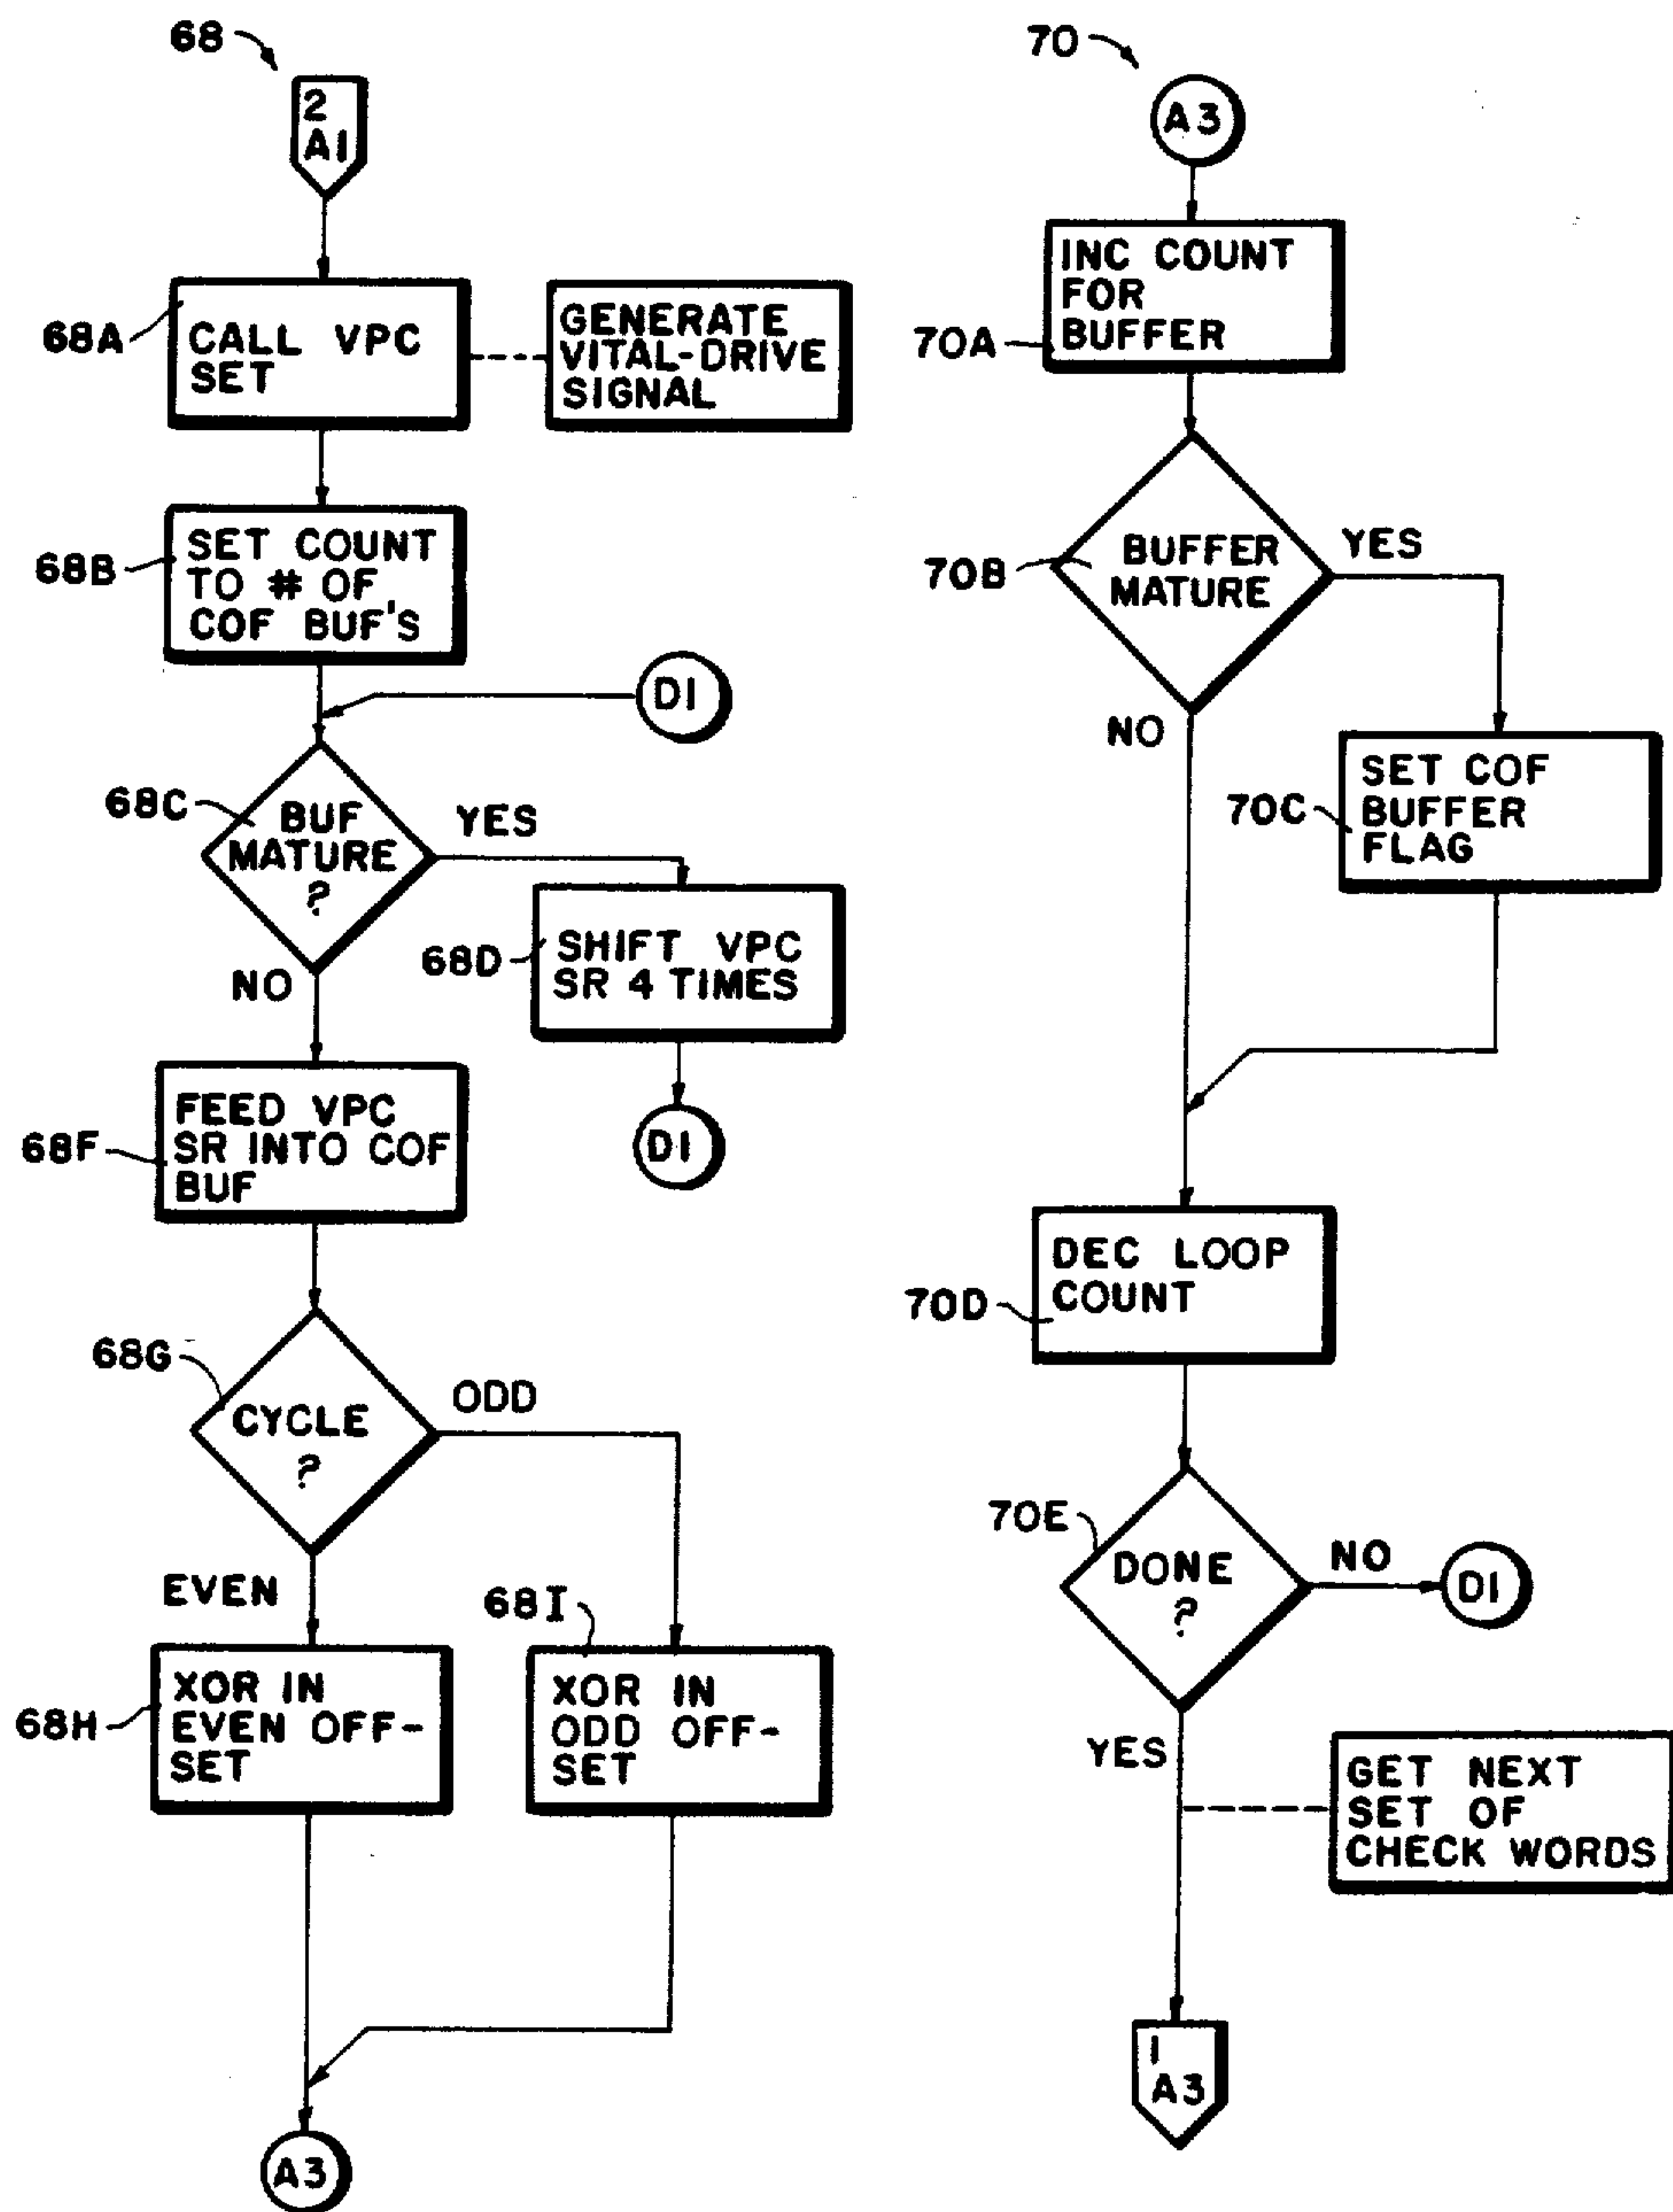 68
2
A1
68A
CALL VPC
SET
GENERATE
VITAL-DRIVE
SIGNAL
68B
SET COUNT
TO # OF
COF BUF'S
D1
68C
BUF
MATURE
?
YES
NO
68D
SHIFT VPC
SR 4 TIMES
D1
68F
FEED VPC
SR INTO COF
BUF
68G
CYCLE
?
ODD
EVEN
68H
XOR IN
EVEN OFF-
SET
68I
XOR IN
ODD OFF-
SET
A3
70
A3
70A
INC COUNT
FOR
BUFFER
70B
BUFFER
MATURE
YES
NO
70C
SET COF
BUFFER
FLAG
70D
DEC LOOP
COUNT
70E
DONE
?
NO
D1
YES
GET NEXT
SET OF
CHECK WORDS
1
A3